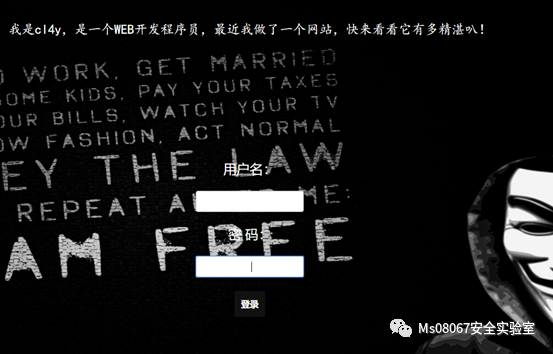 我是cl4y，是一个WEB开发程序员，最近我做了一个网站，快来看看它有多精湛叭！
WORK, GET MARRIED
SOME KIDS, PAY YOUR TAXES
YOUR BILLS, WATCH YOUR TV
OW FASHION, ACT NORMAL
EY THE LAW
REPEAT ME:
AM FREE
用户名：
密 码：
登录
Ms08067安全实验室